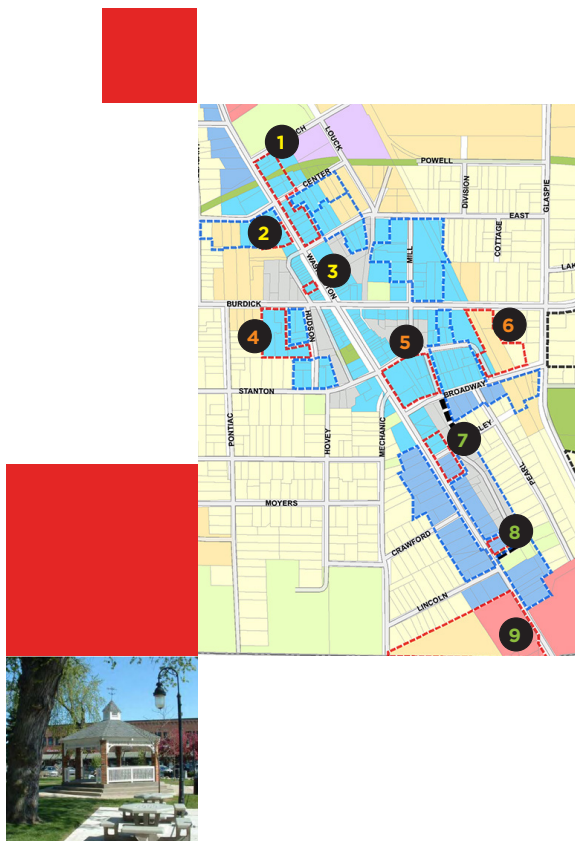 1
LOUCK
POWELL
CENTER
DIVISION
GLASPIE
2
EAST
COTTAGE
3
MILL
BURDICK
4
HUDSON
5
6
STANTON
BROADWAY
PONTIAC
HOVEY
MECHANIC
7
PEARL
MOYERS
CRAWFORD
8
LINCOLN
9